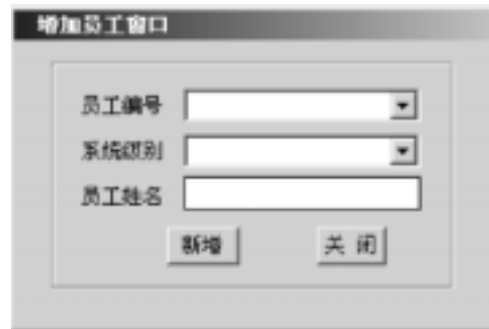 增加员工窗口
员工编号
系统级别
员工姓名
新增 关 闭